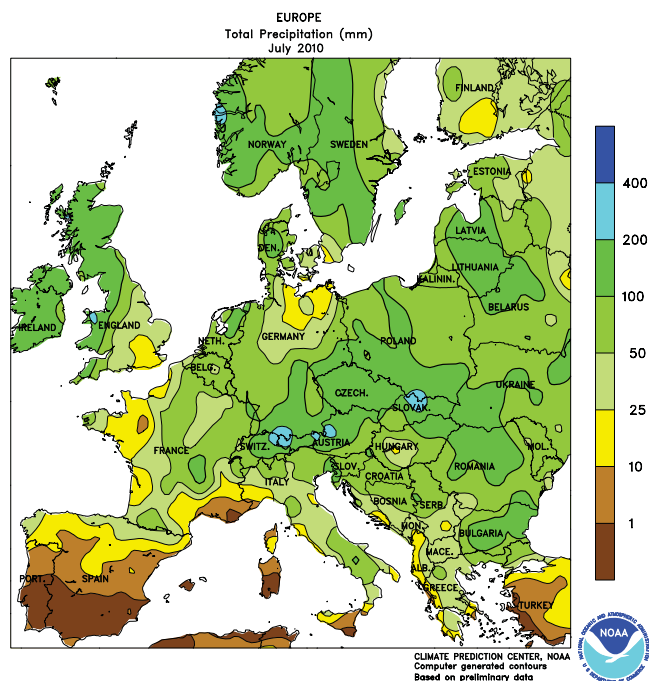 EUROPE
Total Precipitation (mm)
July 2010
FINLAND
NORWAY
SWEDEN
ESTONIA
LATVIA
DEN.
LITHUANIA
KALININ.
BELARUS
IRELAND
ENGLAND
NETH.
GERMANY
POLAND
BELG.
CZECH.
UKRAINE
SLOVAK.
FRANCE
SWITZ.
AUSTRIA
HUNGARY
MOL.
SLOV.
ROMANIA
ITALY
CROATIA
BOSNIA
SERB.
MON.
BULGARIA
MACE.
ALB.
PORT.
SPAIN
GREECE
TURKEY
400
200
100
50
25
10
1
NOAA
CLIMATE PREDICTION CENTER, NOAA
Computer generated contours
Based on preliminary data